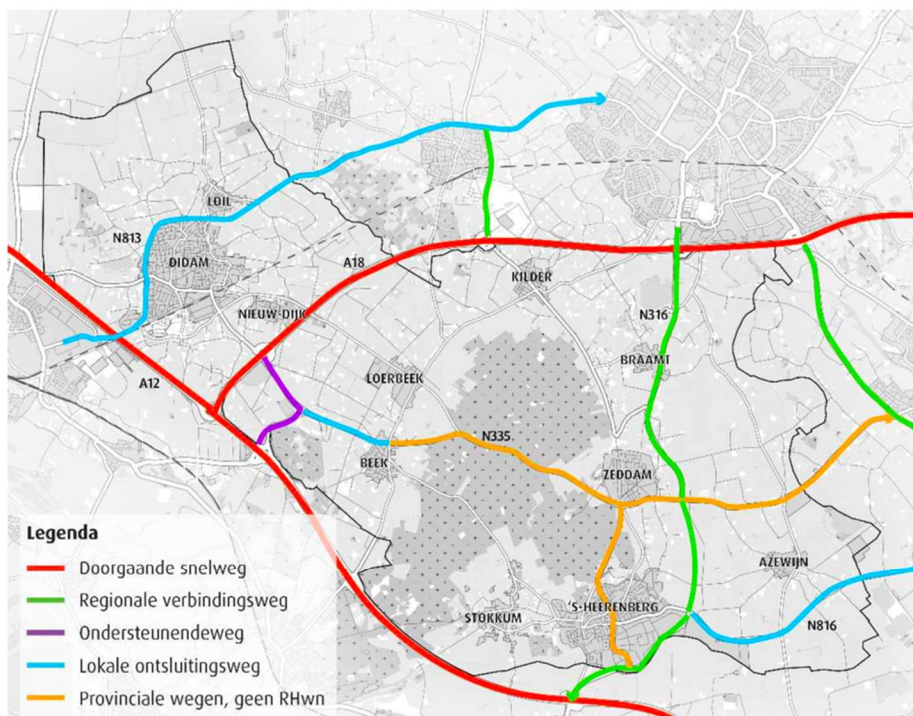 LOIL
N813
DIDAM
A18
KILDER
NIEUW-DIJK
N316
BRAAMT
LOERBEEK
A12
N335
BEEK
ZEDDAM
Legenda
Doorgaande snelweg
Regionale verbindingsweg
Ondersteunendeweg
Lokale ontsluitingsweg
Provinciale wegen, geen RHwn
AZEWIJN
'S-HEERENBERG
STOKKUM
N816